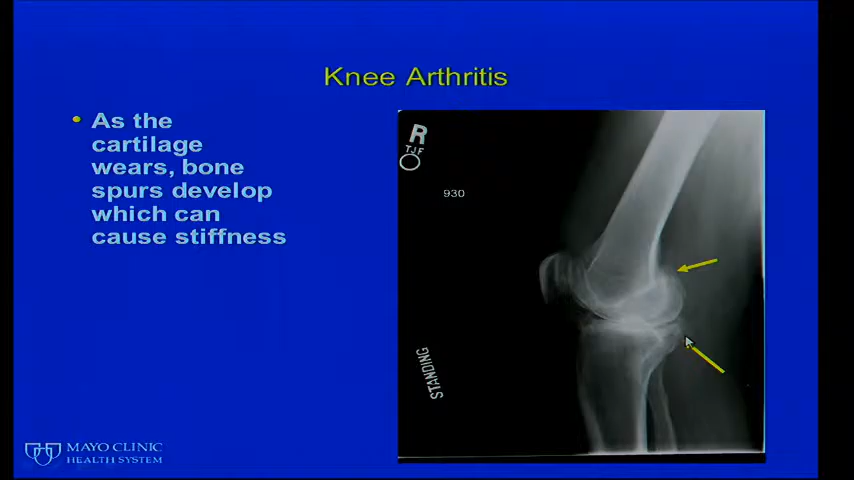 Knee Arthritis
• As the
cartilage
wears, bone
spurs develop
which can
cause stiffness
R
TJF
930
STANDING
MAYO CLINIC
HEALTH SYSTEM